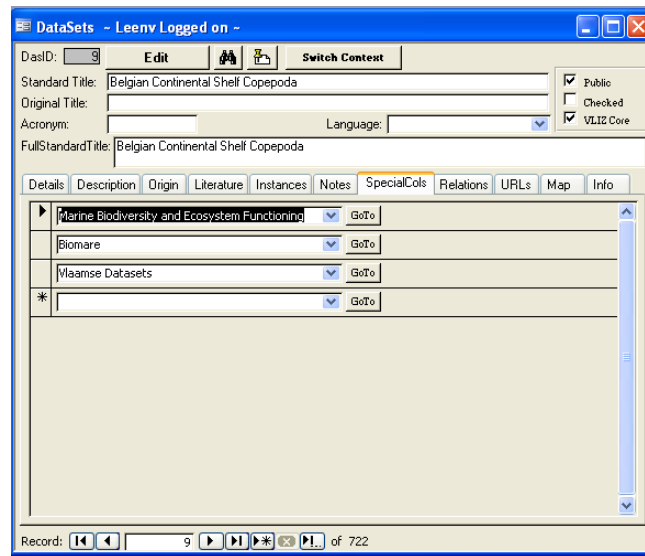 DataSets ~ Leenv Logged on ~
DasID: 9 Edit Switch Context
Standard Title: Belgian Continental Shelf Copepoda
Public
Original Title:
Checked
Acronym: Language:
VLIZ Core
FullStandardTitle: Belgian Continental Shelf Copepoda
Details Description Origin Literature Instances Notes SpecialCols Relations URLs Map Info
Marine Biodiversity and Ecosystem Functioning GoTo
Biomare GoTo
Vlaamse Datasets GoTo
GoTo
Record: 9 of 722